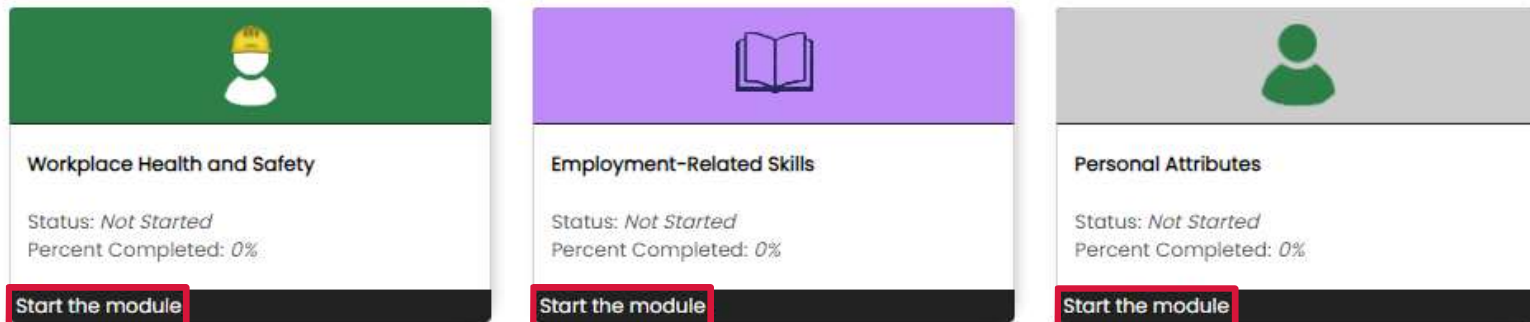 Workplace Health and Safety
Status: Not Started
Percent Completed: 0%
Start the module
Employment-Related Skills
Status: Not Started
Percent Completed: 0%
Start the module
Personal Attributes
Status: Not Started
Percent Completed: 0%
Start the module